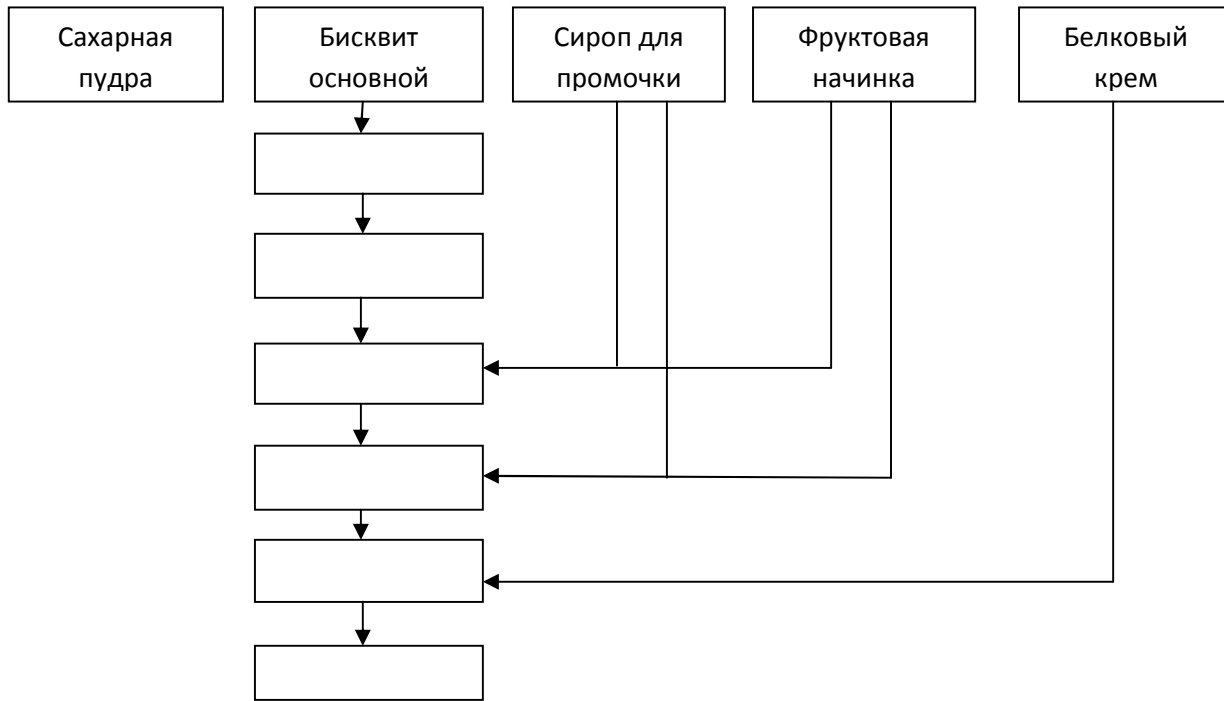 Сахарная
пудра
Бисквит
основной
Сироп для
промочки
Фруктовая
начинка
Белковый
крем